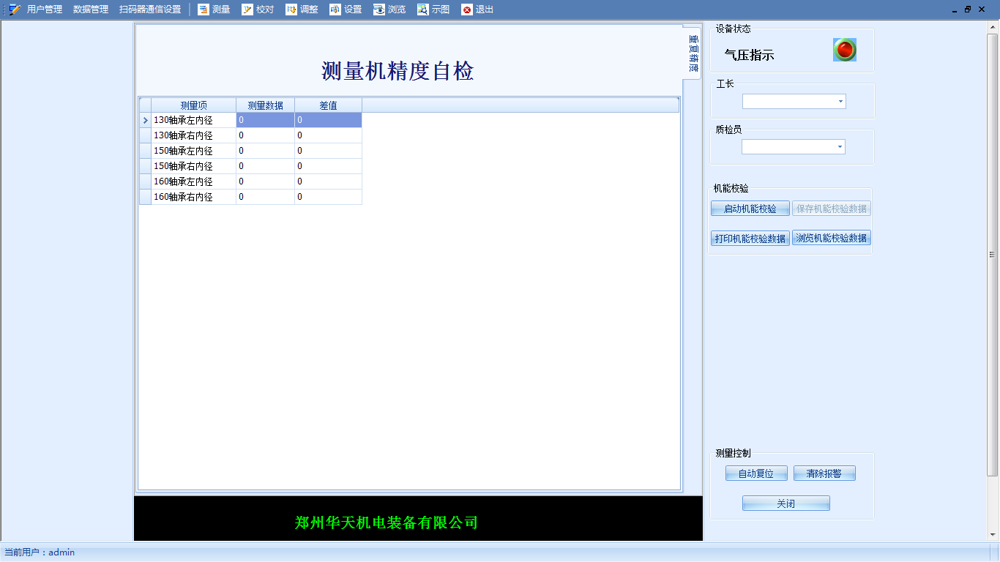 用户管理 数据管理 扫码器通信设置 测量 校对 调整 设置 浏览 示图 退出
重复精度
测量机精度自检
测量项 测量数据 差值
130轴承左内径 0 0
130轴承右内径 0 0
150轴承左内径 0 0
150轴承右内径 0 0
160轴承左内径 0 0
160轴承右内径 0 0
郑州华天机电装备有限公司
设备状态
气压指示
工长
质检员
机能校验
启动机能校验 保存机能校验数据
打印机能校验数据 浏览机能校验数据
测量控制
自动复位 清除报警
关闭
当前用户：admin